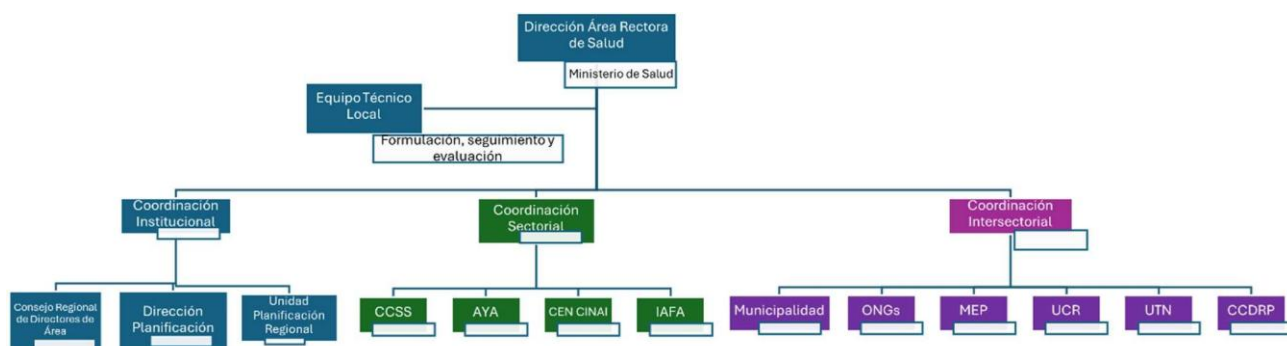 Dirección Área Rectora
de Salud
Ministerio de Salud
Equipo Técnico
Local
Formulación, seguimiento y
evaluación
Coordinación
Institucional
Coordinación
Sectorial
Coordinación
Intersectorial
Consejo Regional
de Directores de
Área
Dirección
Planificación
Unidad
Planificación
Regional
CCSS
AYA
CEN CINAI
IAFA
Municipalidad
ONGs
MEP
UCR
UTN
CCDRP